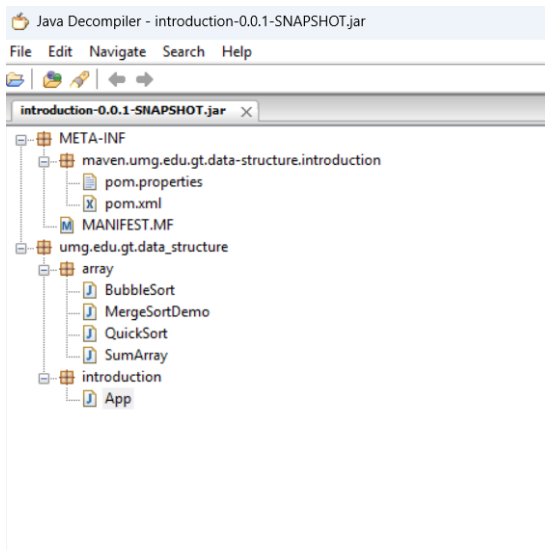 Java Decompiler - introduction-0.0.1-SNAPSHOT.jar
File Edit Navigate Search Help
introduction-0.0.1-SNAPSHOT.jar
META-INF
maven.umg.edu.gt.data-structure.introduction
pom.properties
pom.xml
MANIFEST.MF
umg.edu.gt.data_structure
array
BubbleSort
MergeSortDemo
QuickSort
SumArray
introduction
App